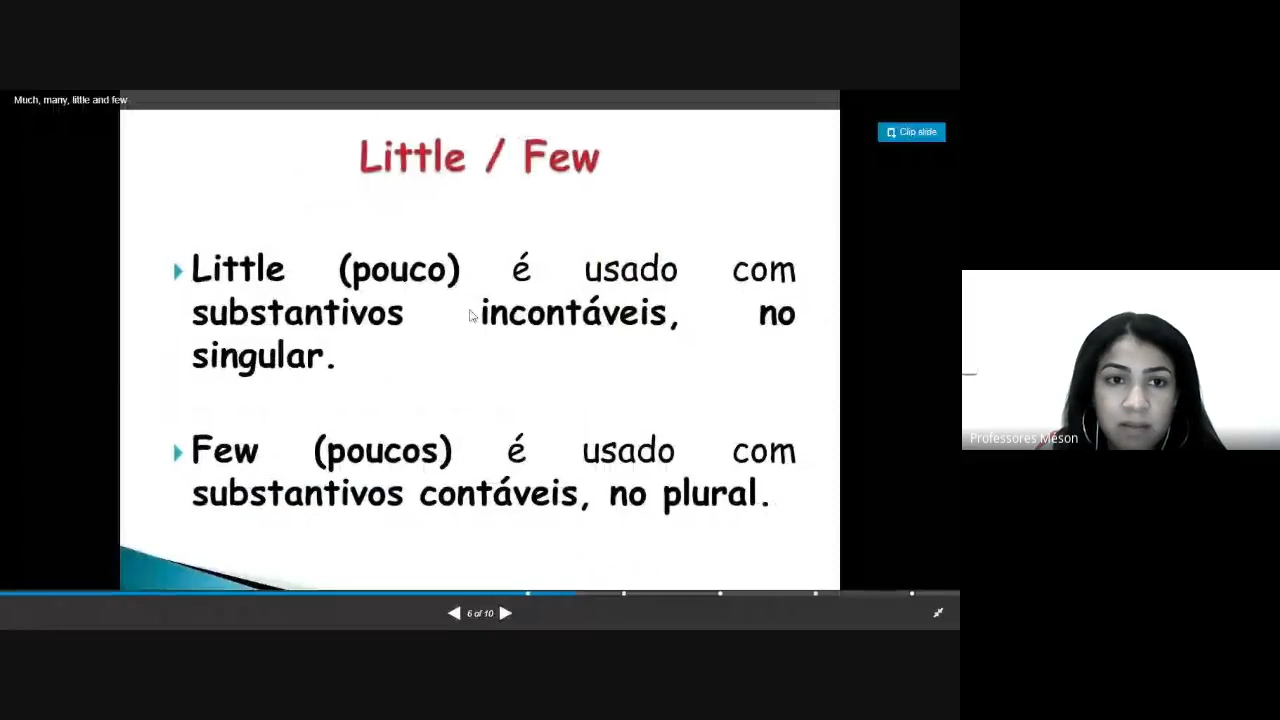 Much, many, little and few
Clip slide
Little / Few
Little (pouco) é usado com
substantivos incontáveis, no
singular.
Few (poucos) é usado com
substantivos contáveis, no plural.
Professores Méson
6 of 10